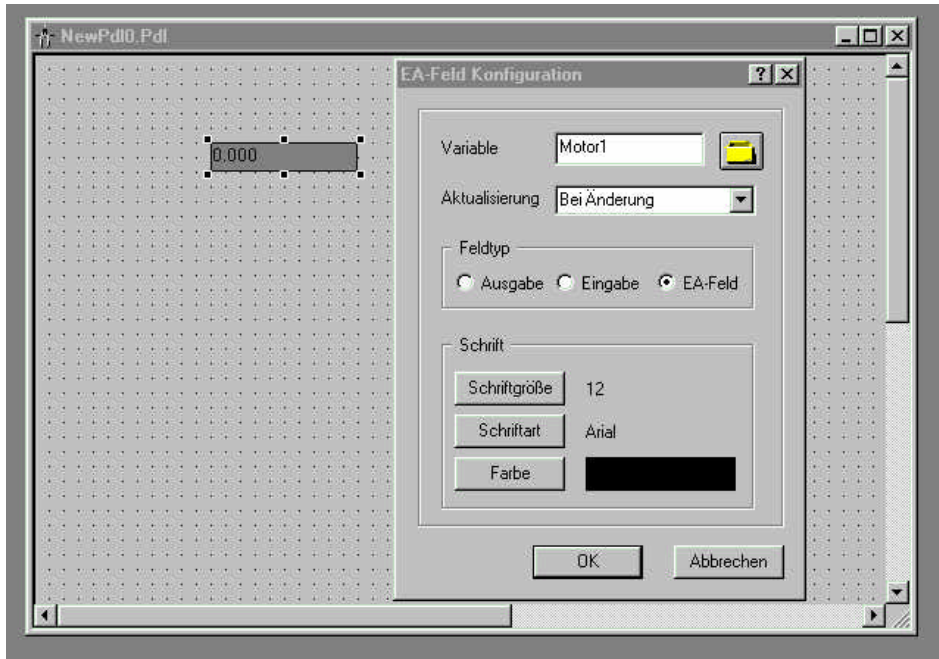 NewPdl0.Pdl
EA-Feld Konfiguration
0.000
Variable
Motor1
Aktualisierung
Bei Änderung
Feldtyp
Ausgabe
Eingabe
EA-Feld
Schrift
Schriftgröße
12
Schriftart
Arial
Farbe
OK
Abbrechen